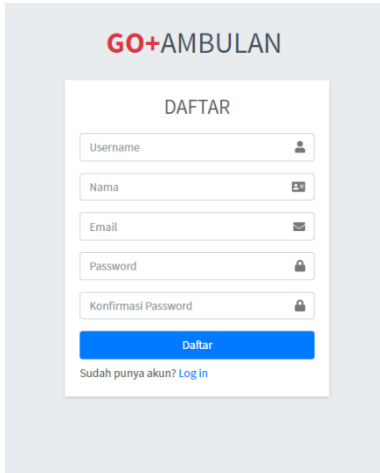 GO+AMBULAN
DAFTAR
Username
Nama
Email
Password
Konfirmasi Password
Daftar
Sudah punya akun? Log in